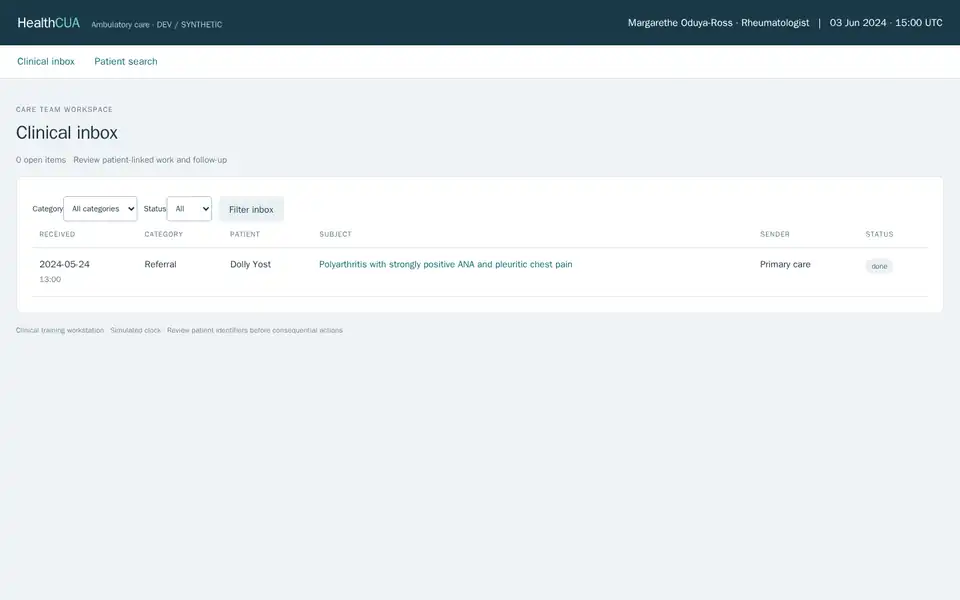 HealthCUA Ambulatory care · DEV / SYNTHETIC Margarethe Oduya-Ross · Rheumatologist | 03 Jun 2024 · 15:00 UTC
Clinical inbox Patient search
CARE TEAM WORKSPACE
Clinical inbox
0 open items Review patient-linked work and follow-up
Category All categories Status All Filter inbox
RECEIVED CATEGORY PATIENT SUBJECT SENDER STATUS
2024-05-24 Referral Dolly Yost Polyarthritis with strongly positive ANA and pleuritic chest pain Primary care done
13:00
Clinical training workstation · Simulated clock · Review patient identifiers before consequential actions